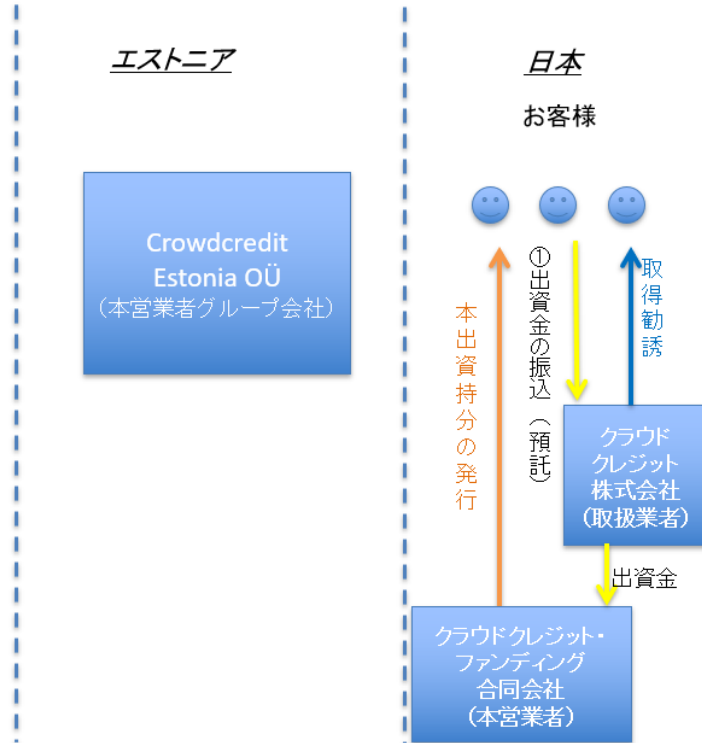 エストニア
日本
お客様
Crowdcredit
Estonia OÜ
(本営業者グループ会社)
本出資持分の発行
①出資金の振込（預託）
取得勧誘
クラウド
クレジット
株式会社
(取扱業者)
出資金
クラウドクレジット・
ファンディング
合同会社
(本営業者)